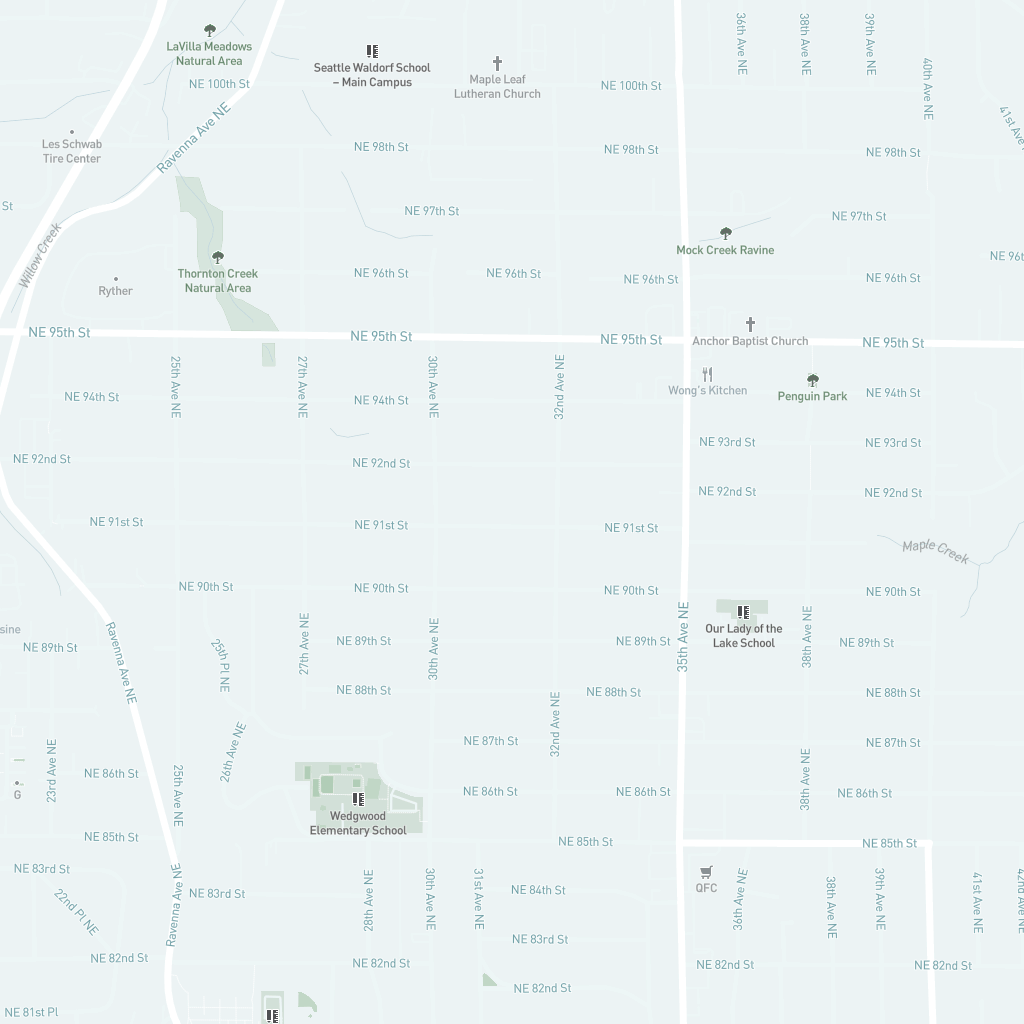 36th Ave NE
38th Ave NE
39th Ave NE
LaVilla Meadows
Natural Area
Seattle Waldorf School
– Main Campus
Maple Leaf
Lutheran Church
NE 100th St
NE 100th St
40th Ave NE
41st Ave
Ravenna Ave NE
Les Schwab
Tire Center
NE 98th St
NE 98th St
NE 98th St
St
NE 97th St
NE 97th St
Willow Creek
Mock Creek Ravine
NE 96t
Thornton Creek
Natural Area
NE 96th St
NE 96th St
NE 96th St
NE 96th St
Ryther
NE 95th St
NE 95th St
NE 95th St
Anchor Baptist Church
NE 95th St
25th Ave NE
27th Ave NE
30th Ave NE
32nd Ave NE
Wong's Kitchen
Penguin Park
NE 94th St
NE 94th St
NE 94th St
NE 93rd St
NE 93rd St
NE 92nd St
NE 92nd St
NE 92nd St
NE 92nd St
NE 91st St
NE 91st St
NE 91st St
Maple Creek
NE 90th St
NE 90th St
NE 90th St
NE 90th St
sine
NE 89th St
Ravenna Ave NE
25th Pl NE
27th Ave NE
NE 89th St
30th Ave NE
NE 89th St
35th Ave NE
Our Lady of the
Lake School
38th Ave NE
NE 89th St
NE 88th St
NE 88th St
NE 88th St
32nd Ave NE
26th Ave NE
NE 87th St
NE 87th St
23rd Ave NE
NE 86th St
25th Ave NE
NE 86th St
NE 86th St
38th Ave NE
NE 86th St
G
Wedgwood
Elementary School
NE 85th St
NE 85th St
NE 85th St
NE 83rd St
22nd Pl NE
Ravenna Ave NE
NE 83rd St
28th Ave NE
30th Ave NE
31st Ave NE
NE 84th St
QFC
36th Ave NE
38th Ave NE
39th Ave NE
41st Ave NE
42nd Ave NE
NE 83rd St
NE 82nd St
NE 82nd St
NE 82nd St
NE 82nd St
NE 82nd St
NE 81st Pl